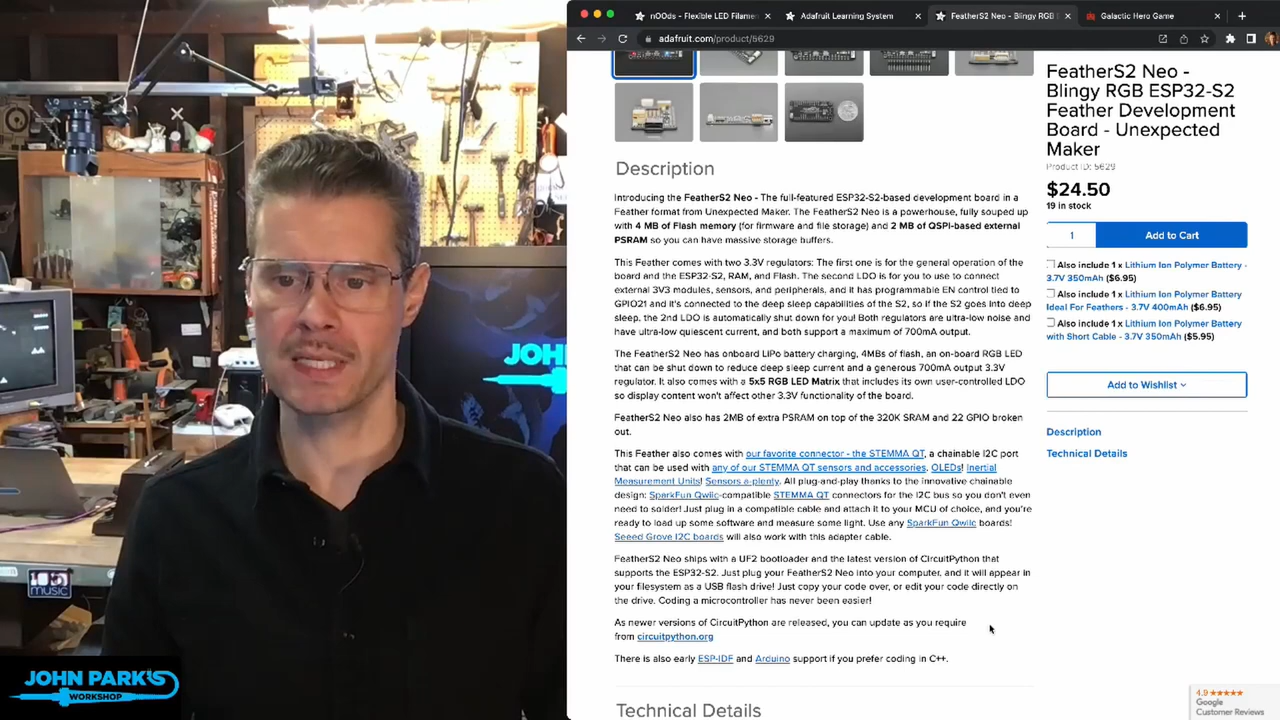 nOOds - Flexible LED Filamen
Adafruit Learning System
FeatherS2 Neo - Blingy RGB
Galactic Hero Game
adafruit.com/product/5629
FeatherS2 Neo -
Blingy RGB ESP32-S2
Feather Development
Board - Unexpected
Maker
Product ID: 5629
$24.50
19 in stock
1
Add to Cart
Also include 1 x Lithium Ion Polymer Battery -
3.7V 350mAh ($6.95)
Also include 1 x Lithium Ion Polymer Battery
Ideal For Feathers - 3.7V 400mAh ($6.95)
Also include 1 x Lithium Ion Polymer Battery
with Short Cable - 3.7V 350mAh ($5.95)
Add to Wishlist
Description
Technical Details
Description
Introducing the FeatherS2 Neo - The full-featured ESP32-S2-based development board in a
Feather format from Unexpected Maker. The FeatherS2 Neo is a powerhouse, fully souped up
with 4 MB of Flash memory (for firmware and file storage) and 2 MB of QSPI-based external
PSRAM so you can have massive storage buffers.
This Feather comes with two 3.3V regulators: The first one is for the general operation of the
board and the ESP32-S2, RAM, and Flash. The second LDO is for you to use to connect
external 3V3 modules, sensors, and peripherals, and it has programmable EN control tied to
GPIO21 and it's connected to the deep sleep capabilities of the S2, so if the S2 goes into deep
sleep, the 2nd LDO is automatically shut down for you! Both regulators are ultra-low noise and
have ultra-low quiescent current, and both support a maximum of 700mA output.
The FeatherS2 Neo has onboard LiPo battery charging, 4MBs of flash, an on-board RGB LED
that can be shut down to reduce deep sleep current and a generous 700mA output 3.3V
regulator. It also comes with a 5x5 RGB LED Matrix that includes its own user-controlled LDO
so display content won't affect other 3.3V functionality of the board.
FeatherS2 Neo also has 2MB of extra PSRAM on top of the 320K SRAM and 22 GPIO broken
out.
This Feather also comes with our favorite connector - the STEMMA QT, a chainable I2C port
that can be used with any of our STEMMA QT sensors and accessories. OLEDs! Inertial
Measurement Units! Sensors a-plenty. All plug-and-play thanks to the innovative chainable
design: SparkFun Qwiic-compatible STEMMA QT connectors for the I2C bus so you don't even
need to solder! Just plug in a compatible cable and attach it to your MCU of choice, and you're
ready to load up some software and measure some light. Use any SparkFun Qwiic boards!
Seeed Grove I2C boards will also work with this adapter cable.
FeatherS2 Neo ships with a UF2 bootloader and the latest version of CircuitPython that
supports the ESP32-S2. Just plug your FeatherS2 Neo into your computer, and it will appear
in your filesystem as a USB flash drive! Just copy your code over, or edit your code directly on
the drive. Coding a microcontroller has never been easier!
As newer versions of CircuitPython are released, you can update as you require
from circuitpython.org
There is also early ESP-IDF and Arduino support if you prefer coding in C++.
Technical Details
4.9 ★★★★★
Google
Customer Reviews
JOH
music
JOHN PARK'S
WORKSHOP